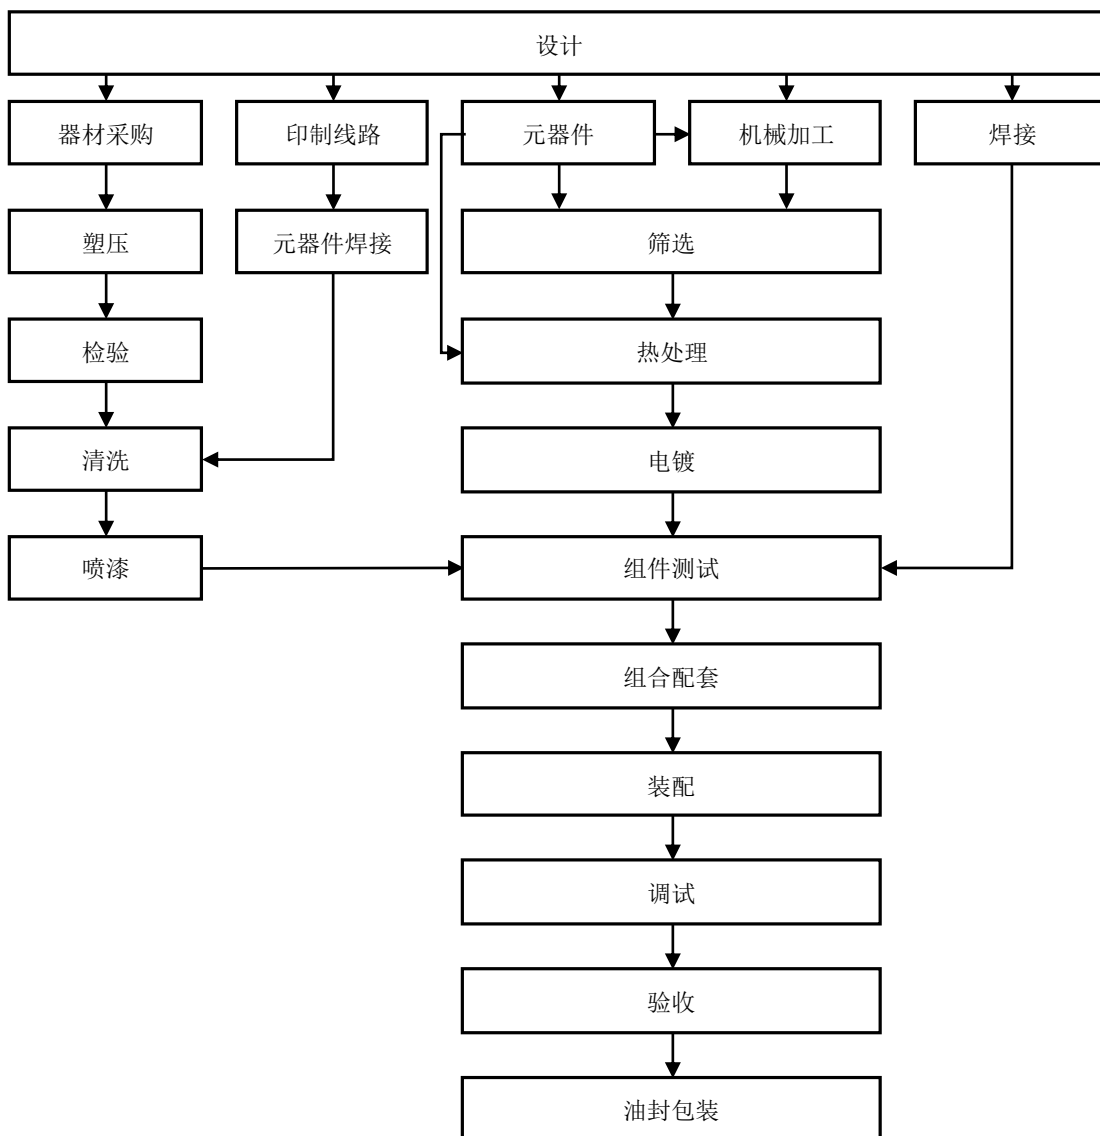 设计
器材采购
印制线路
元器件
机械加工
焊接
塑压
元器件焊接
筛选
检验
热处理
清洗
电镀
喷漆
组件测试
组合配套
装配
调试
验收
油封包装